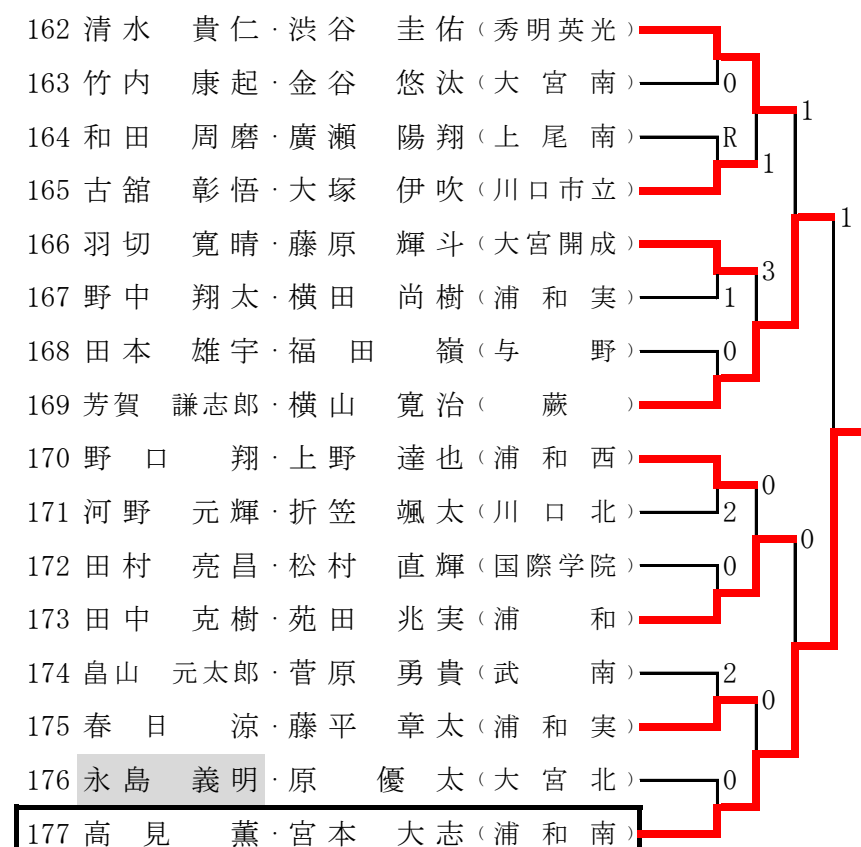 162 清水 貴仁・渋谷 圭佑(秀明英光)
163 竹内 康起・金谷 悠汰(大宮南) 0
1
164 和田 周磨・廣瀬 陽翔(上尾南) R
1
165 古舘 彰悟・大塚 伊吹(川口市立)
1
166 羽切 寛晴・藤原 輝斗(大宮開成)
3
167 野中 翔太・横田 尚樹(浦和実) 1
168 田本 雄宇・福田 嶺(与野) 0
169 芳賀 謙志郎・横山 寛治(蕨)
170 野口 翔・上野 達也(浦和西)
0
171 河野 元輝・折笠 颯太(川口北) 2
0
172 田村 亮昌・松村 直輝(国際学院) 0
173 田中 克樹・苑田 兆実(浦和)
174 畠山 元太郎・菅原 勇貴(武南) 2
0
175 春日 涼・藤平 章太(浦和実)
176 永島 義明・原 優太(大宮北) 0
177 高見 薫・宮本 大志(浦和南)